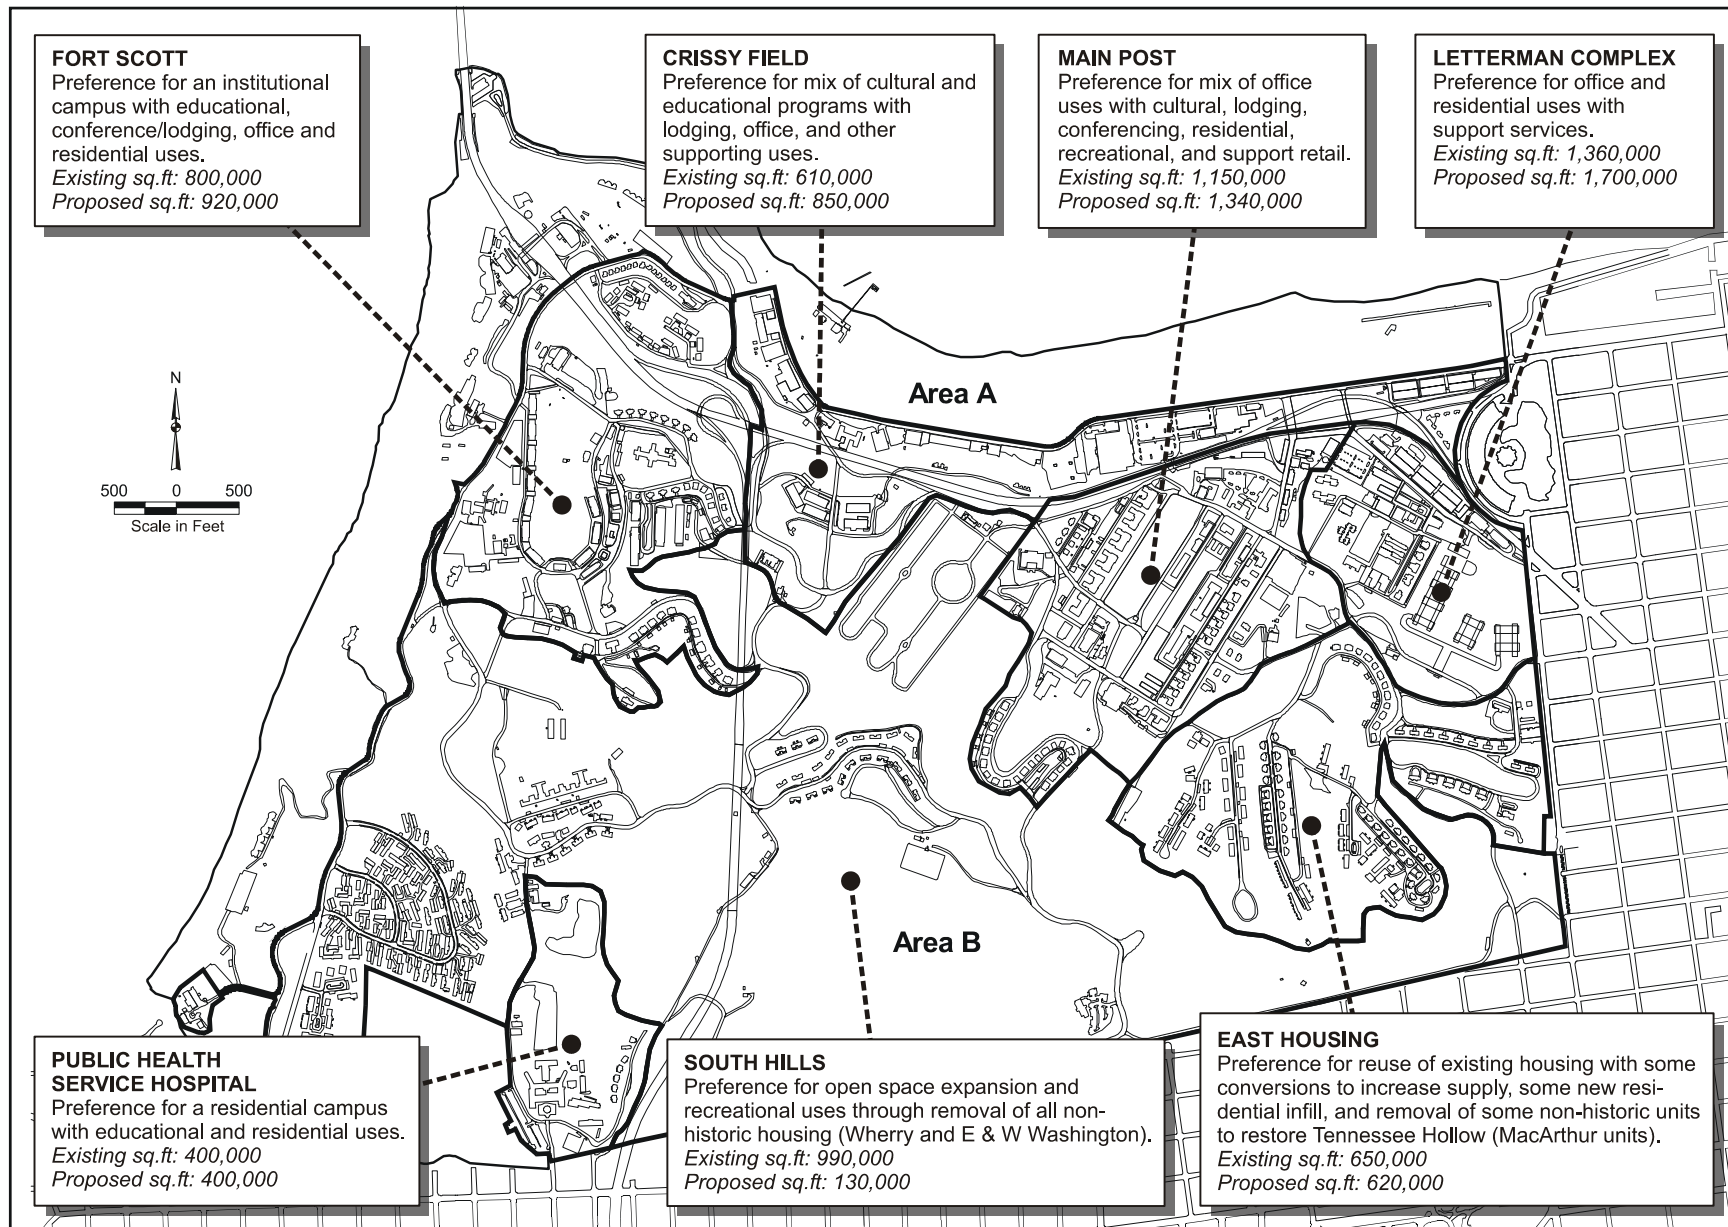 FORT SCOTT
Preference for an institutional
campus with educational,
conference/lodging, office and
residential uses.
Existing sq.ft: 800,000
Proposed sq.ft: 920,000
CRISSY FIELD
Preference for mix of cultural and
educational programs with
lodging, office, and other
supporting uses.
Existing sq.ft: 610,000
Proposed sq.ft: 850,000
MAIN POST
Preference for mix of office
uses with cultural, lodging,
conferencing, residential,
recreational, and support retail.
Existing sq.ft: 1,150,000
Proposed sq.ft: 1,340,000
LETTERMAN COMPLEX
Preference for office and
residential uses with
support services.
Existing sq.ft: 1,360,000
Proposed sq.ft: 1,700,000
N
500 0 500
Scale in Feet
Area A
Area B
PUBLIC HEALTH
SERVICE HOSPITAL
Preference for a residential campus
with educational and residential uses.
Existing sq.ft: 400,000
Proposed sq.ft: 400,000
SOUTH HILLS
Preference for open space expansion and
recreational uses through removal of all non-
historic housing (Wherry and E & W Washington).
Existing sq.ft: 990,000
Proposed sq.ft: 130,000
EAST HOUSING
Preference for reuse of existing housing with some
conversions to increase supply, some new resi-
dential infill, and removal of some non-historic units
to restore Tennessee Hollow (MacArthur units).
Existing sq.ft: 650,000
Proposed sq.ft: 620,000